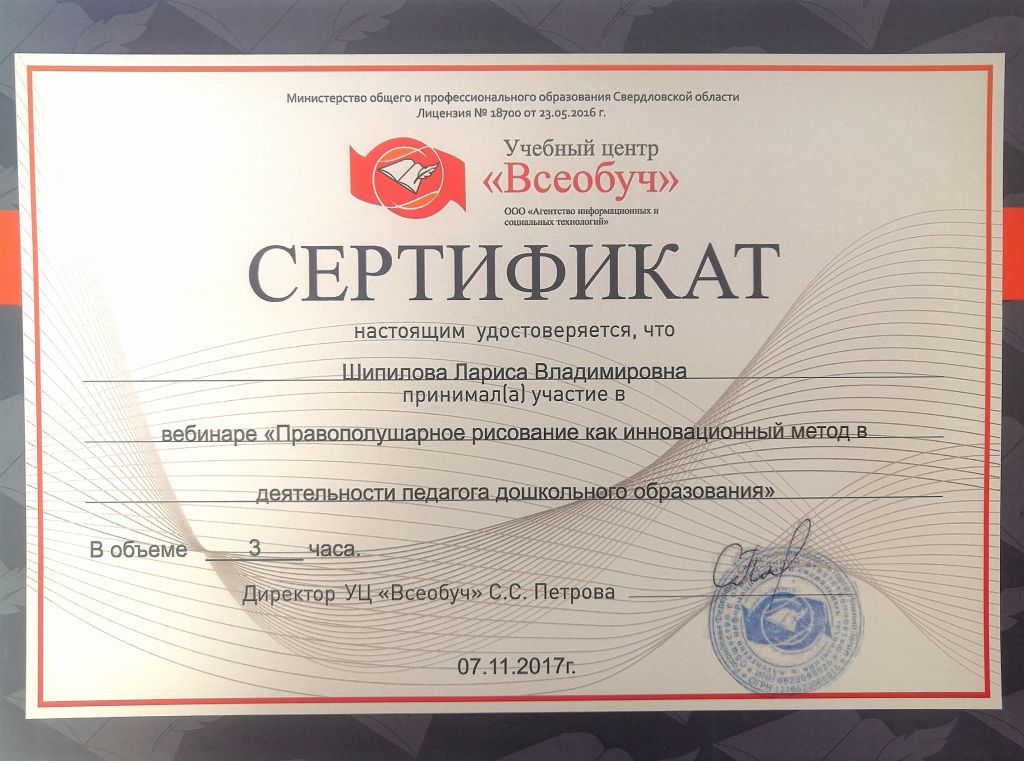 Министерство общего и профессионального образования Свердловской области
Лицензия № 18700 от 23.05.2016 г.
Учебный центр
«Всеобуч»
ООО «Агентство информационных и
социальных технологий»
СЕРТИФИКАТ
настоящим удостоверяется, что
Шипилова Лариса Владимировна
принимал(а) участие в
вебинаре «Правополушарное рисование как инновационный метод в
деятельности педагога дошкольного образования»
В объеме 3 часа.
Директор УЦ «Всеобуч» С.С. Петрова
07.11.2017г.